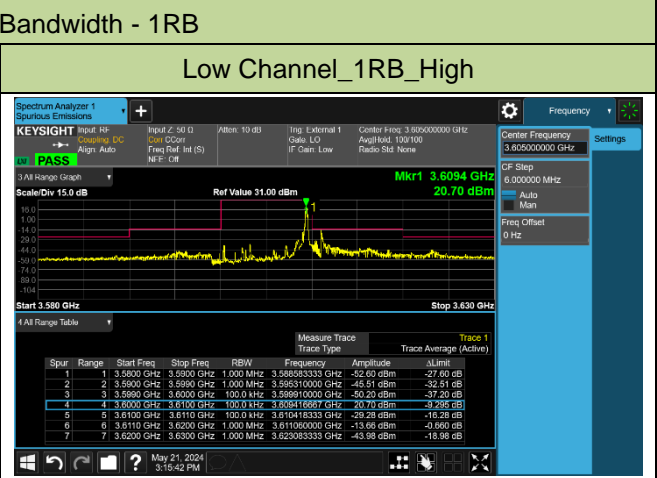 Bandwidth - 1RB
Low Channel_1RB_High
Spectrum Analyzer 1
Spurious Emissions
Frequency
KEYSIGHT Input: RF Input Z: 50 Ω Atten: 10 dB Trig: External 1 Center Freq: 3.605000000 GHz
Coupling: DC Corr CCorr Gate: LO Avg|Hold: 100/100
Align: Auto Freq Ref: Int (S) IF Gain: Low Radio Std: None
NFE: Off
LW PASS
Center Frequency
3.605000000 GHz
Settings
CF Step
6.000000 MHz
Auto
Man
Freq Offset
0 Hz
3 All Range Graph
Mkr1 3.6094 GHz
Scale/Div 15.0 dB Ref Value 31.00 dBm 20.70 dBm
1
16.0
1.00
-14.0
-29.0
-44.0
-59.0
-74.0
-89.0
-104
Start 3.580 GHz Stop 3.630 GHz
4 All Range Table
Measure Trace Trace 1
Trace Type Trace Average (Active)
Spur Range Start Freq Stop Freq RBW Frequency Amplitude ΔLimit
1 1 3.5800 GHz 3.5900 GHz 1.000 MHz 3.588583333 GHz -52.60 dBm -27.60 dB
2 2 3.5900 GHz 3.5990 GHz 1.000 MHz 3.595310000 GHz -45.51 dBm -32.51 dB
3 3 3.5990 GHz 3.6000 GHz 100.0 kHz 3.599910000 GHz -50.20 dBm -37.20 dB
4 4 3.6000 GHz 3.6100 GHz 100.0 kHz 3.609416667 GHz 20.70 dBm -9.295 dB
5 5 3.6100 GHz 3.6110 GHz 100.0 kHz 3.610418333 GHz -29.28 dBm -16.28 dB
6 6 3.6110 GHz 3.6200 GHz 1.000 MHz 3.611060000 GHz -13.66 dBm -0.660 dB
7 7 3.6200 GHz 3.6300 GHz 1.000 MHz 3.623083333 GHz -43.98 dBm -18.98 dB
May 21, 2024
3:15:42 PM